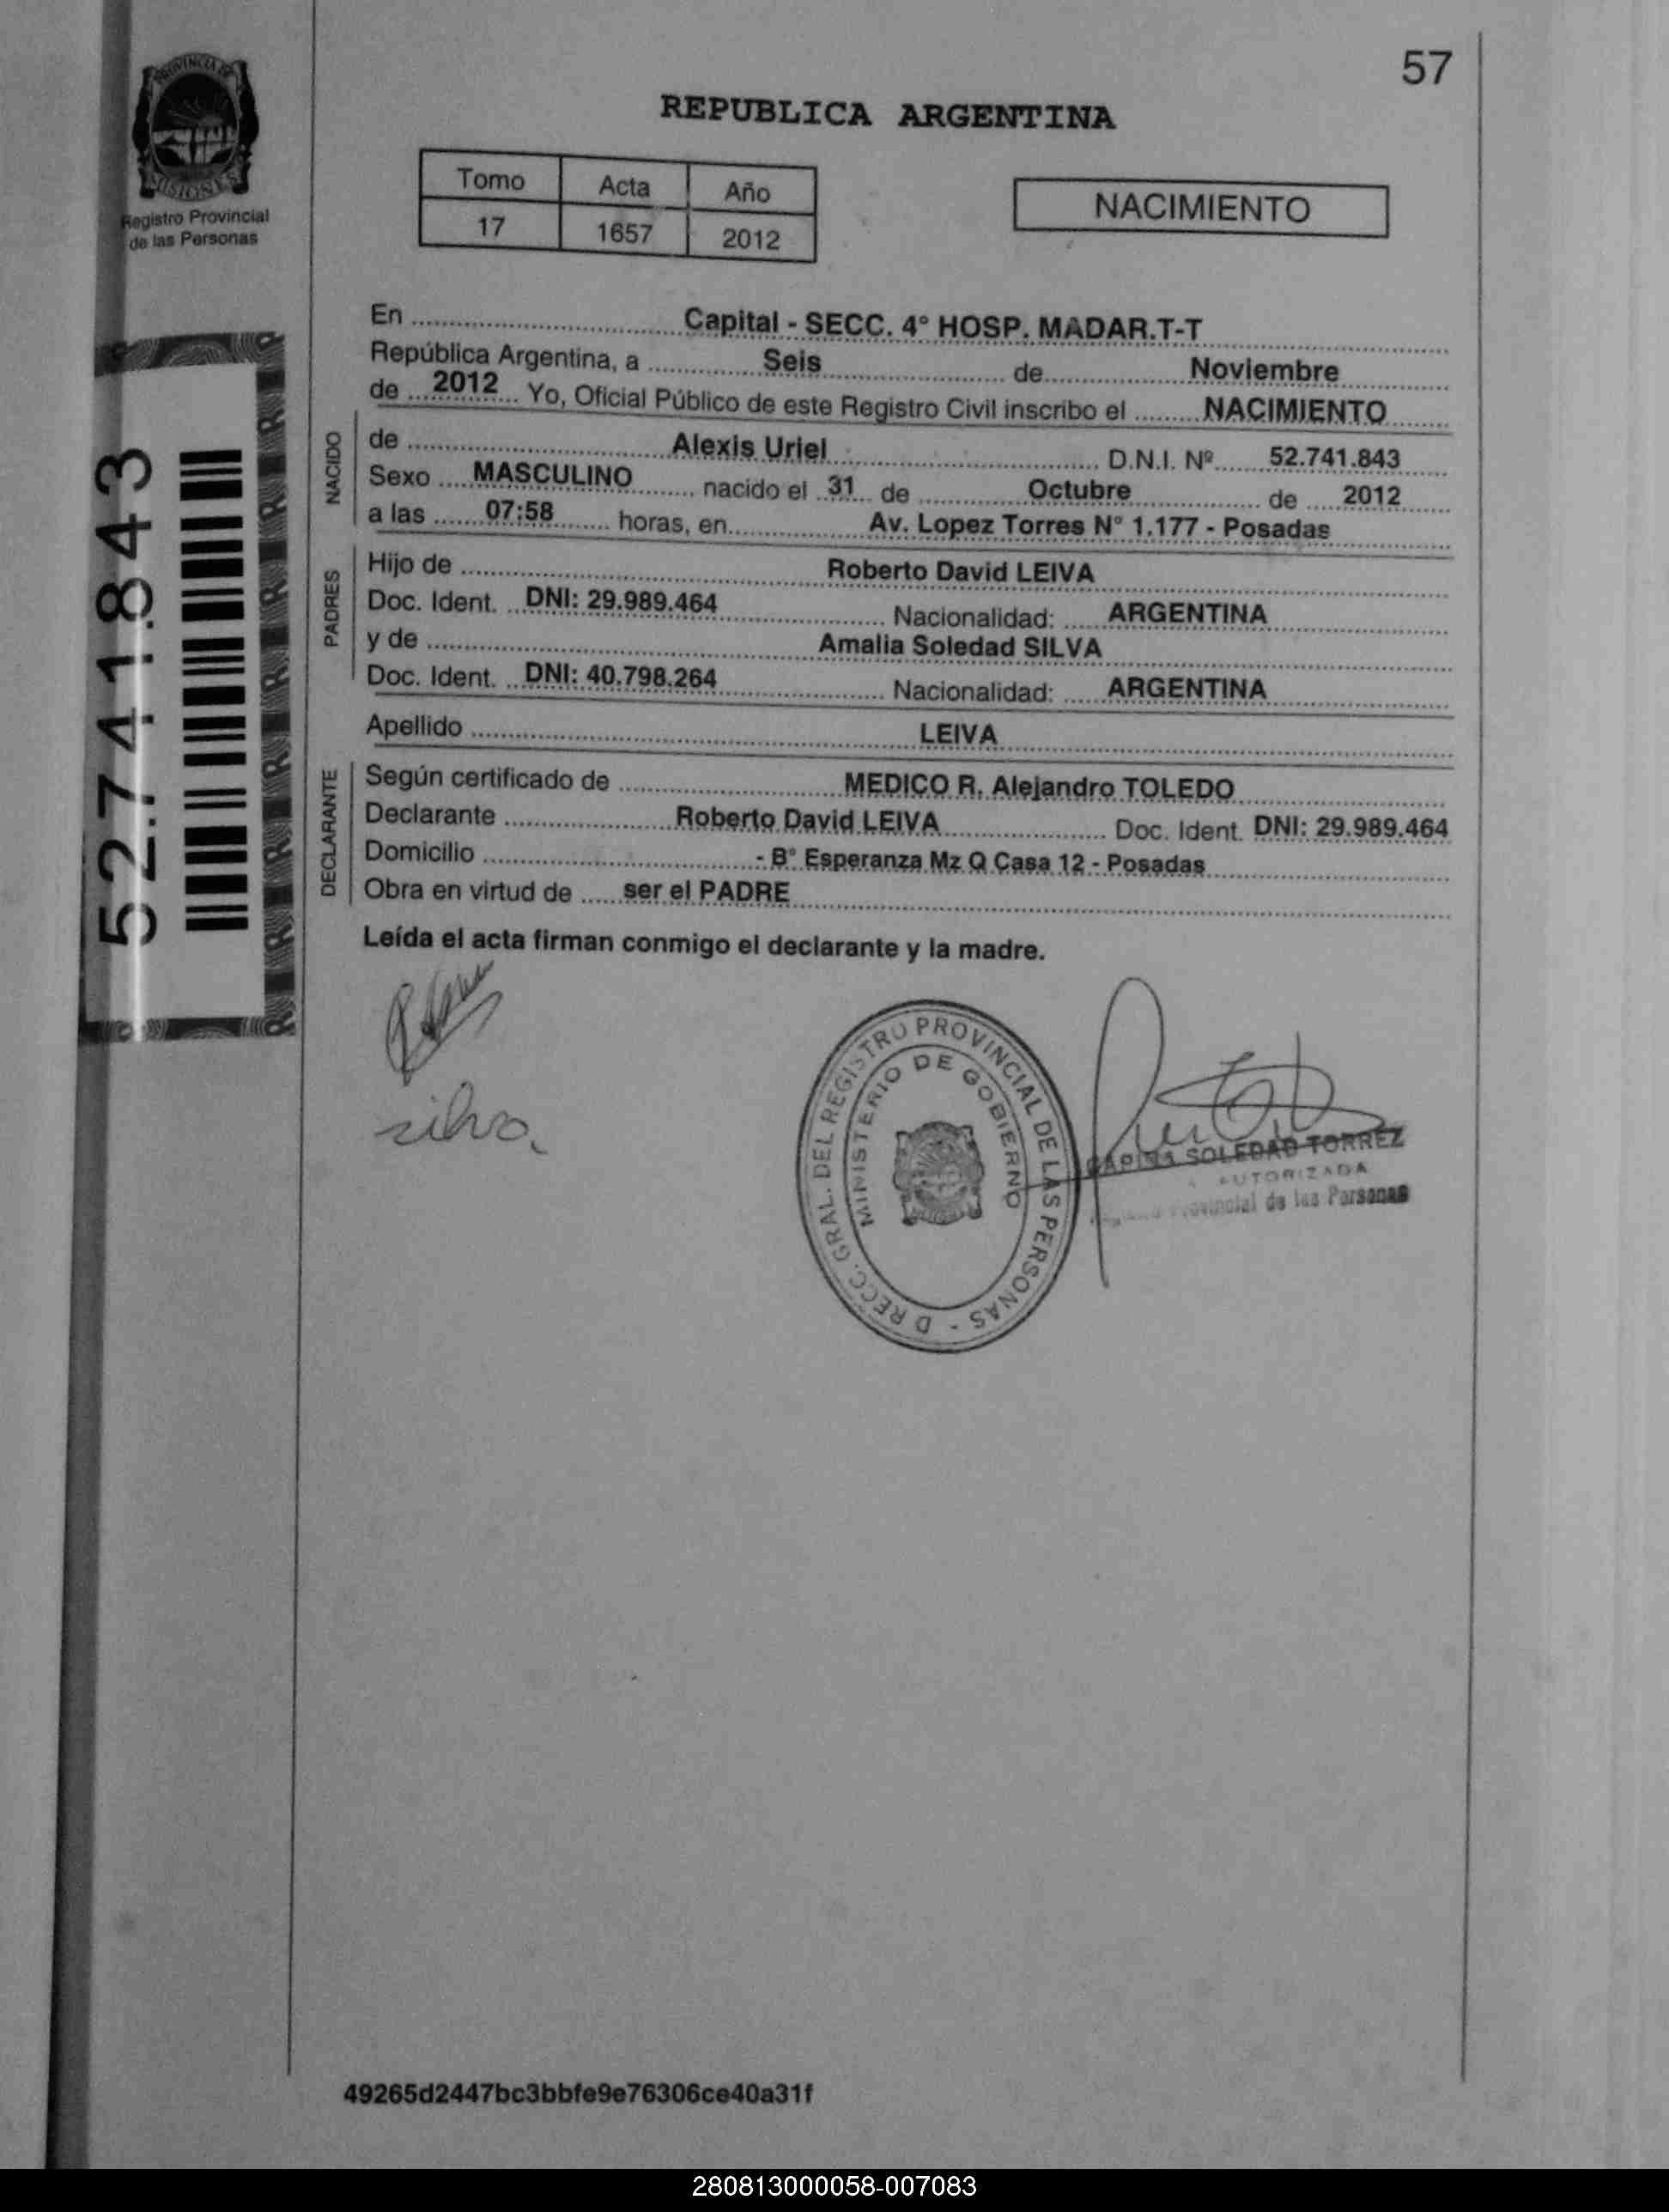 57
PROVINCIA DE
MISIONES
Registro Provincial
de las Personas
REPUBLICA ARGENTINA
Tomo Acta Año
17 1657 2012
NACIMIENTO
En Capital - SECC. 4° HOSP. MADAR.T-T
República Argentina, a Seis de Noviembre
de 2012 Yo, Oficial Público de este Registro Civil inscribo el NACIMIENTO
NACIDO
de Alexis Uriel D.N.I. Nº 52.741.843
Sexo MASCULINO nacido el 31 de Octubre de 2012
a las 07:58 horas, en Av. Lopez Torres N° 1.177 - Posadas
PADRES
Hijo de Roberto David LEIVA
Doc. Ident. DNI: 29.989.464 Nacionalidad: ARGENTINA
y de Amalia Soledad SILVA
Doc. Ident. DNI: 40.798.264 Nacionalidad: ARGENTINA
Apellido LEIVA
DECLARANTE
Según certificado de MEDICO R. Alejandro TOLEDO
Declarante Roberto David LEIVA Doc. Ident. DNI: 29.989.464
Domicilio - B° Esperanza Mz Q Casa 12 - Posadas
Obra en virtud de ser el PADRE
Leída el acta firman conmigo el declarante y la madre.
52.741.843
silva.
DRECC. GRAL. DEL REGISTRO PROVINCIAL DE LAS PERSONAS -
MINISTERIO DE GOBIERNO
SOLEDAD TORREZ
AUTORIZADA
Provincial de las Personas
49265d2447bc3bbfe9e76306ce40a31f
280813000058-007083